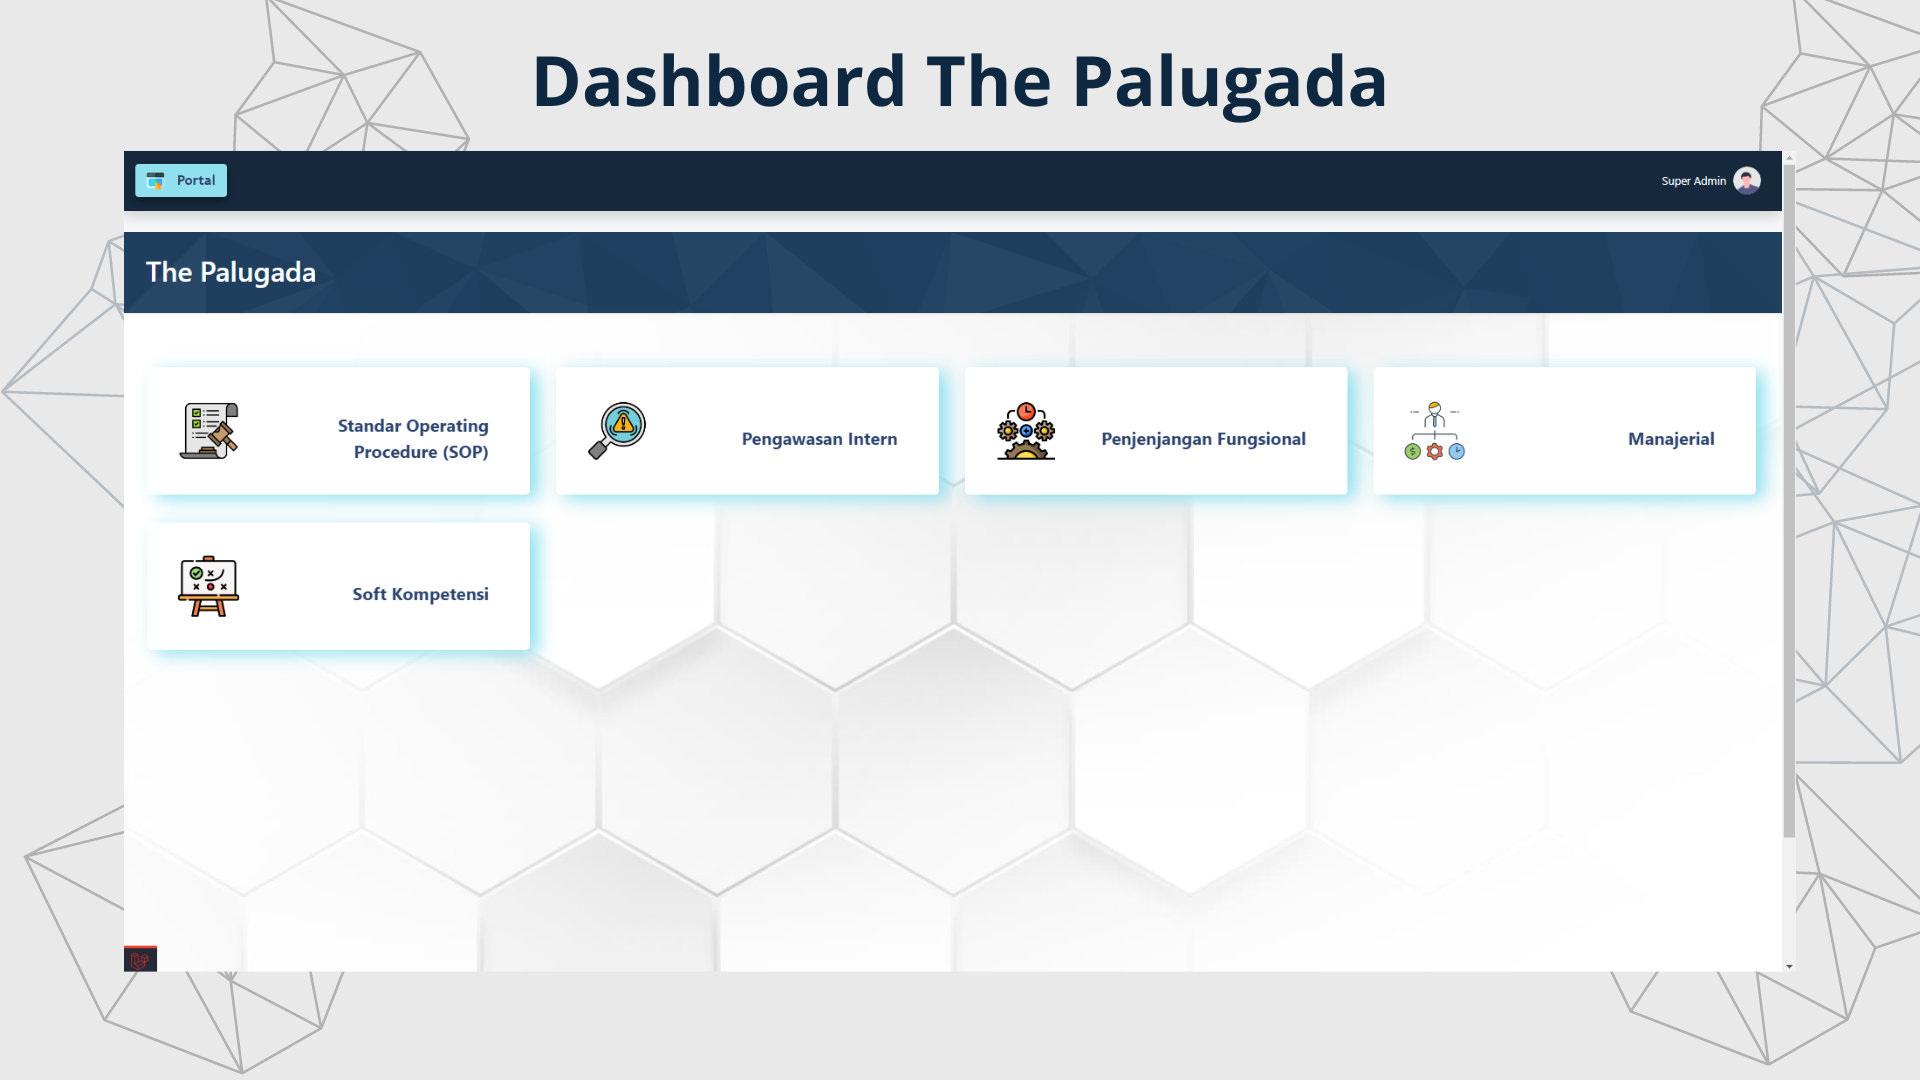 Dashboard The Palugada
Portal
Super Admin
The Palugada
Standar Operating
Procedure (SOP)
Pengawasan Intern
Penjenjangan Fungsional
Manajerial
Soft Kompetensi